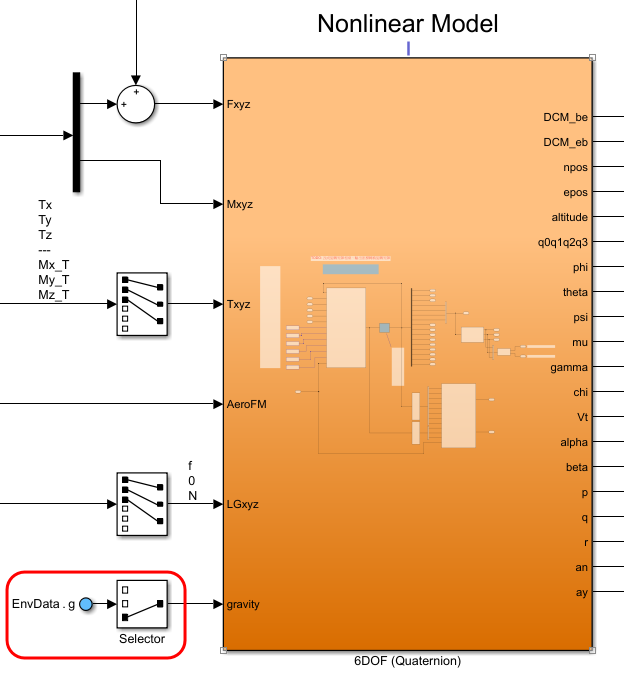 Nonlinear Model
+
+
Fxyz
Mxyz
Tx
Ty
Tz
---
Mx_T
My_T
Mz_T
Txyz
AeroFM
f
0
N
LGxyz
EnvData . g
Selector
gravity
DCM_be
DCM_eb
npos
epos
altitude
q0q1q2q3
phi
theta
psi
mu
gamma
chi
Vt
alpha
beta
p
q
r
an
ay
6DOF (Quaternion)